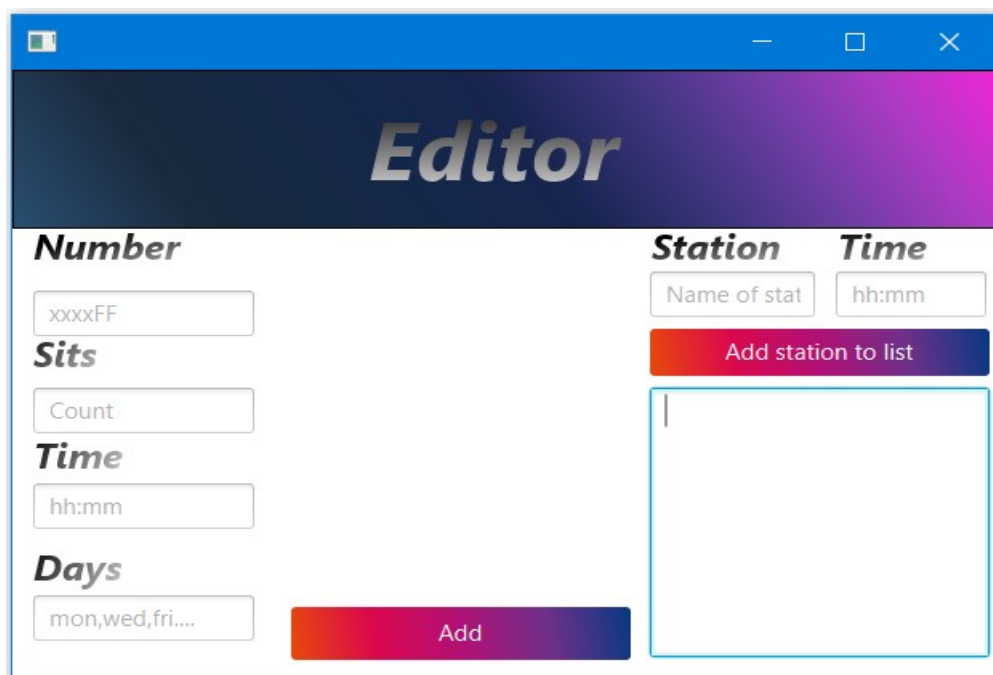 Editor
Number
xxxxFF
Sits
Count
Time
hh:mm
Days
mon,wed,fri....
Add
Station Time
Name of stat hh:mm
Add station to list